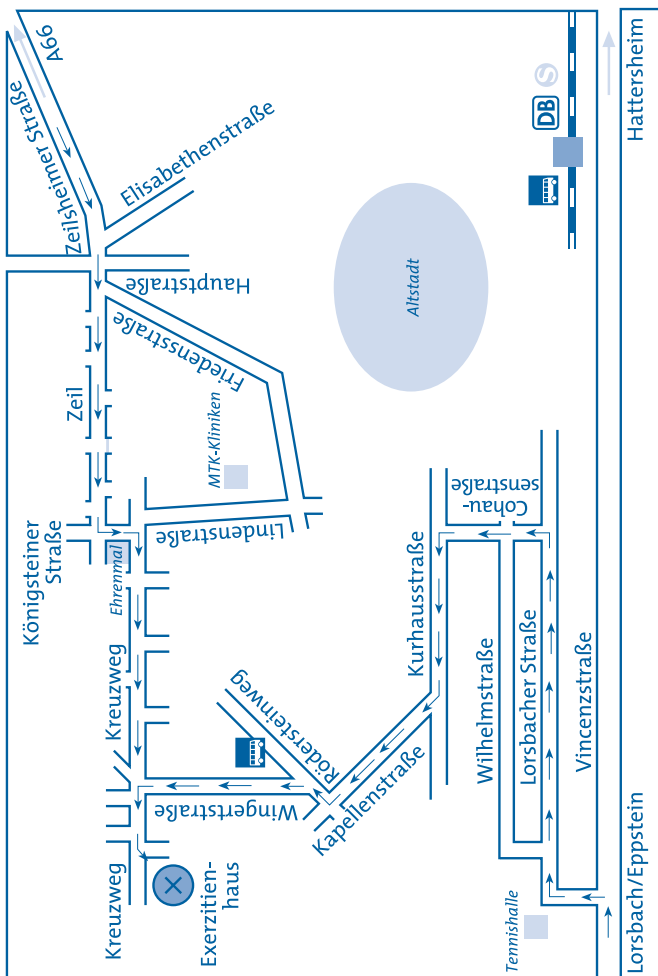 A66
Zeilsheimer Straße
Elisabethenstraße
Hauptstraße
Friedensstraße
Zeil
MTK-Kliniken
Lindenstraße
Königsteiner
Straße
Ehrenmal
Kreuzweg
Wingertstraße
Rödersteinweg
Kapellenstraße
Kreuzweg
Exerzitien-
haus
Altstadt
DB
S
Kurhausstraße
Cohau-
senstraße
Wilhelmstraße
Lorsbacher Straße
Vincenzstraße
Tennishalle
Lorsbach/Eppstein
Hattersheim